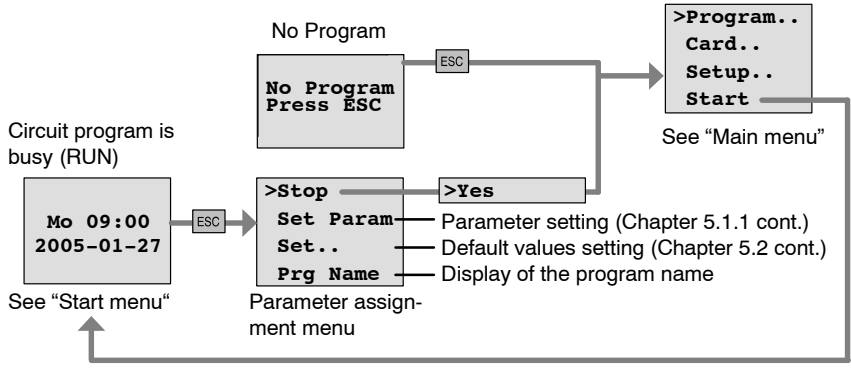 No Program
No Program
Press ESC
ESC
>Program..
Card..
Setup..
Start
See “Main menu”
Circuit program is
busy (RUN)
Mo 09:00
2005-01-27
See “Start menu“
ESC
>Stop
Set Param
Set..
Prg Name
Parameter assign-
ment menu
>Yes
Parameter setting (Chapter 5.1.1 cont.)
Default values setting (Chapter 5.2 cont.)
Display of the program name